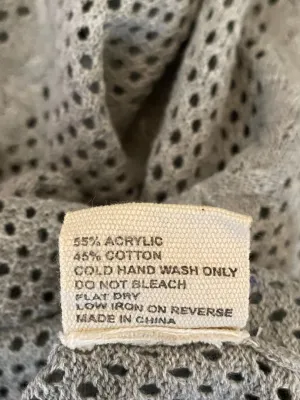 55% ACRYLIC
45% COTTON
COLD HAND WASH ONLY
DO NOT BLEACH
FLAT DRY
LOW IRON ON REVERSE
MADE IN CHINA